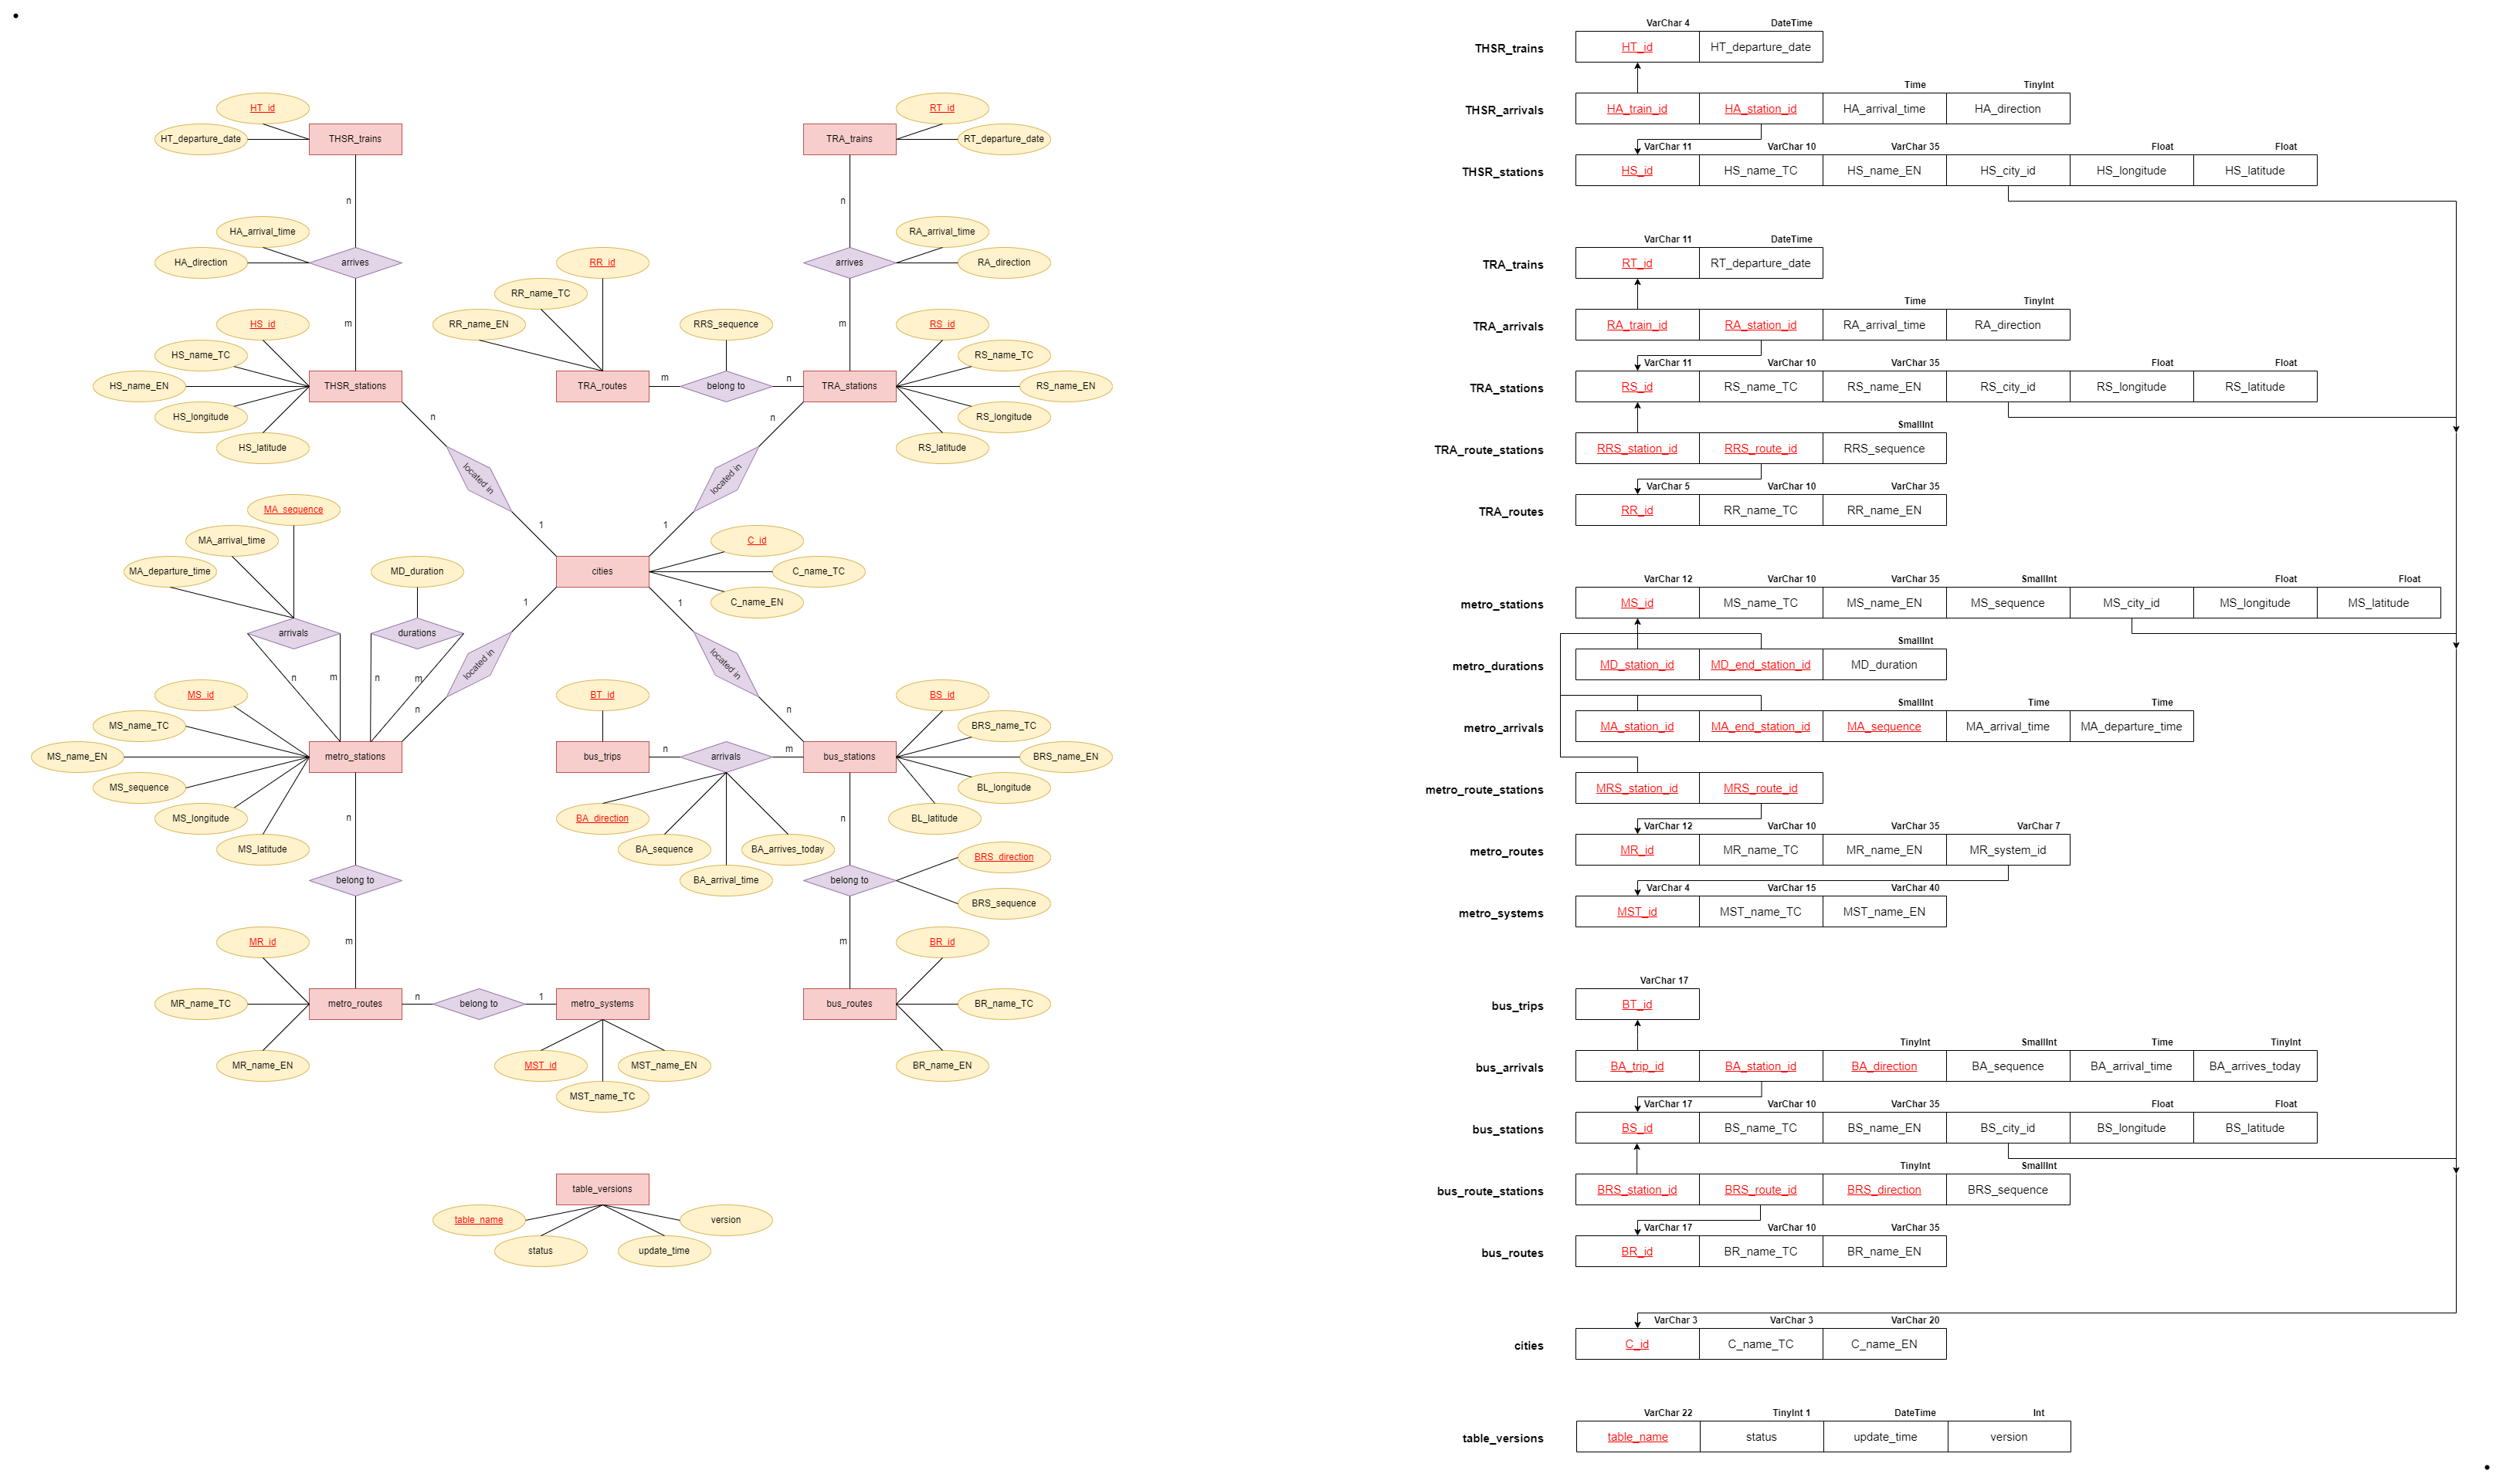 HT_id
HT_departure_date
THSR_trains
n
HA_arrival_time
HA_direction
arrives
m
HS_id
HS_name_TC
HS_name_EN
THSR_stations
HS_longitude
HS_latitude
n
located in
1
RT_id
TRA_trains
RT_departure_date
n
RA_arrival_time
arrives
RA_direction
m
RR_id
RR_name_TC
RR_name_EN
RRS_sequence
TRA_routes
m
belong to
n
TRA_stations
RS_id
RS_name_TC
RS_name_EN
RS_longitude
RS_latitude
n
located in
1
cities
C_id
C_name_TC
C_name_EN
MA_sequence
MA_arrival_time
MA_departure_time
arrivals
n
m
MD_duration
durations
n
m
1
located in
n
MS_id
MS_name_TC
MS_name_EN
metro_stations
MS_sequence
MS_longitude
MS_latitude
n
belong to
m
MR_id
MR_name_TC
metro_routes
MR_name_EN
n
belong to
1
metro_systems
MST_id
MST_name_TC
MST_name_EN
1
located in
n
BT_id
bus_trips
n
arrivals
m
BA_direction
BA_sequence
BA_arrival_time
BA_arrives_today
bus_stations
BS_id
BRS_name_TC
BRS_name_EN
BL_longitude
BL_latitude
n
belong to
BRS_direction
BRS_sequence
m
bus_routes
BR_id
BR_name_TC
BR_name_EN
table_versions
table_name
status
update_time
version
VarChar 4 DateTime
THSR_trains HT_id HT_departure_date
Time TinyInt
THSR_arrivals HA_train_id HA_station_id HA_arrival_time HA_direction
VarChar 11 VarChar 10 VarChar 35 Float Float
THSR_stations HS_id HS_name_TC HS_name_EN HS_city_id HS_longitude HS_latitude
VarChar 11 DateTime
TRA_trains RT_id RT_departure_date
Time TinyInt
TRA_arrivals RA_train_id RA_station_id RA_arrival_time RA_direction
VarChar 11 VarChar 10 VarChar 35 Float Float
TRA_stations RS_id RS_name_TC RS_name_EN RS_city_id RS_longitude RS_latitude
SmallInt
TRA_route_stations RRS_station_id RRS_route_id RRS_sequence
VarChar 5 VarChar 10 VarChar 35
TRA_routes RR_id RR_name_TC RR_name_EN
VarChar 12 VarChar 10 VarChar 35 SmallInt Float Float
metro_stations MS_id MS_name_TC MS_name_EN MS_sequence MS_city_id MS_longitude MS_latitude
SmallInt
metro_durations MD_station_id MD_end_station_id MD_duration
SmallInt Time Time
metro_arrivals MA_station_id MA_end_station_id MA_sequence MA_arrival_time MA_departure_time
metro_route_stations MRS_station_id MRS_route_id
VarChar 12 VarChar 10 VarChar 35 VarChar 7
metro_routes MR_id MR_name_TC MR_name_EN MR_system_id
VarChar 4 VarChar 15 VarChar 40
metro_systems MST_id MST_name_TC MST_name_EN
VarChar 17
bus_trips BT_id
TinyInt SmallInt Time TinyInt
bus_arrivals BA_trip_id BA_station_id BA_direction BA_sequence BA_arrival_time BA_arrives_today
VarChar 17 VarChar 10 VarChar 35 Float Float
bus_stations BS_id BS_name_TC BS_name_EN BS_city_id BS_longitude BS_latitude
TinyInt SmallInt
bus_route_stations BRS_station_id BRS_route_id BRS_direction BRS_sequence
VarChar 17 VarChar 10 VarChar 35
bus_routes BR_id BR_name_TC BR_name_EN
VarChar 3 VarChar 3 VarChar 20
cities C_id C_name_TC C_name_EN
VarChar 22 TinyInt 1 DateTime Int
table_versions table_name status update_time version